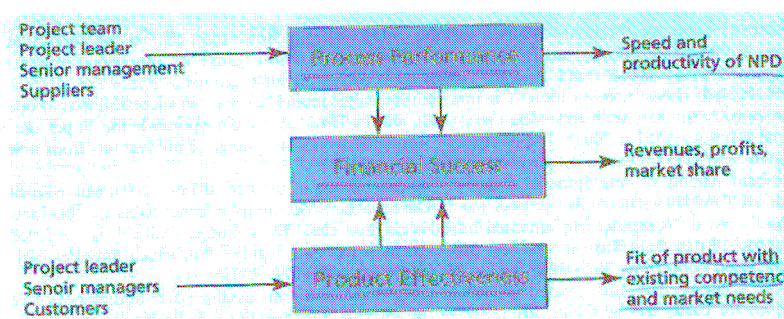 Project team
Project leader
Senior management
Suppliers
Process Performance
Speed and
productivity of NPD
Financial Success
Revenues, profits,
market share
Project leader
Senoir managers
Customers
Product Effectiveness
Fit of product with
existing competenc
and market needs